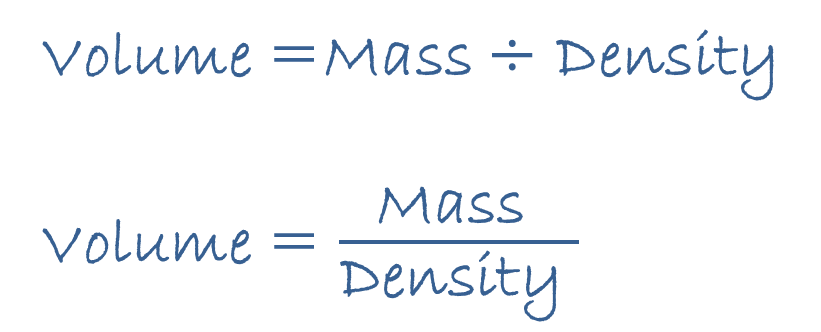 Volume = Mass ÷ Density
Volume = Mass
Density